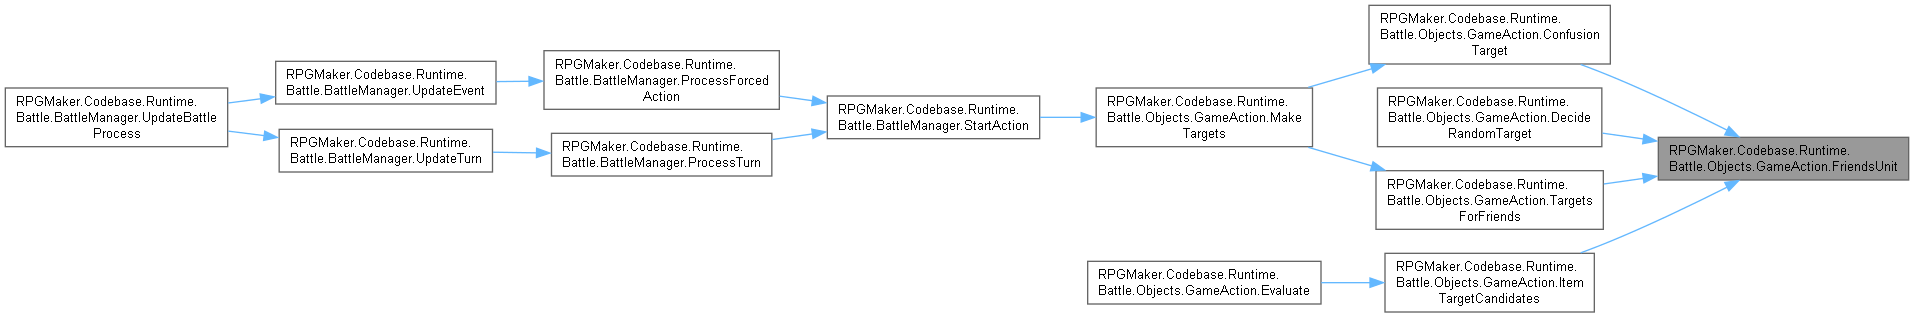 RPGMaker.Codebase.Runtime.
Battle.BattleManager.UpdateBattle
Process
RPGMaker.Codebase.Runtime.
Battle.BattleManager.UpdateEvent
RPGMaker.Codebase.Runtime.
Battle.BattleManager.UpdateTurn
RPGMaker.Codebase.Runtime.
Battle.BattleManager.ProcessForced
Action
RPGMaker.Codebase.Runtime.
Battle.BattleManager.ProcessTurn
RPGMaker.Codebase.Runtime.
Battle.BattleManager.StartAction
RPGMaker.Codebase.Runtime.
Battle.Objects.GameAction.Make
Targets
RPGMaker.Codebase.Runtime.
Battle.Objects.GameAction.Evaluate
RPGMaker.Codebase.Runtime.
Battle.Objects.GameAction.Confusion
Target
RPGMaker.Codebase.Runtime.
Battle.Objects.GameAction.Decide
RandomTarget
RPGMaker.Codebase.Runtime.
Battle.Objects.GameAction.Targets
ForFriends
RPGMaker.Codebase.Runtime.
Battle.Objects.GameAction.Item
TargetCandidates
RPGMaker.Codebase.Runtime.
Battle.Objects.GameAction.FriendsUnit